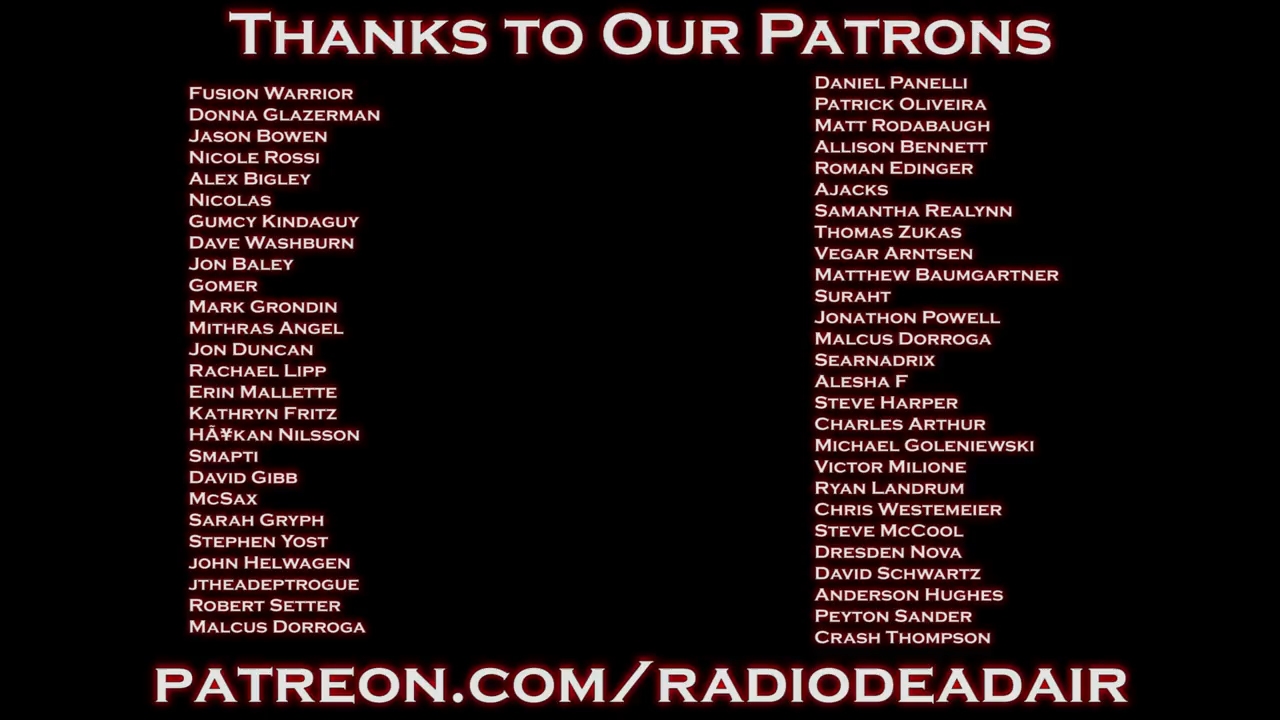 Thanks to Our Patrons
Fusion Warrior
Donna Glazerman
Jason Bowen
Nicole Rossi
Alex Bigley
Nicolas
Gumcy Kindaguy
Dave Washburn
Jon Baley
Gomer
Mark Grondin
Mithras Angel
Jon Duncan
Rachael Lipp
Erin Mallette
Kathryn Fritz
HÃ¥kan Nilsson
Smapti
David Gibb
McSax
Sarah Gryph
Stephen Yost
john Helwagen
jtheadeptrogue
Robert Setter
Malcus Dorroga
Daniel Panelli
Patrick Oliveira
Matt Rodabaugh
Allison Bennett
Roman Edinger
Ajacks
Samantha Realynn
Thomas Zukas
Vegar Arntsen
Matthew Baumgartner
Suraht
Jonathon Powell
Malcus Dorroga
Searnadrix
Alesha F
Steve Harper
Charles Arthur
Michael Goleniewski
Victor Milione
Ryan Landrum
Chris Westemeier
Steve McCool
Dresden Nova
David Schwartz
Anderson Hughes
Peyton Sander
Crash Thompson
patreon.com/radiodeadair